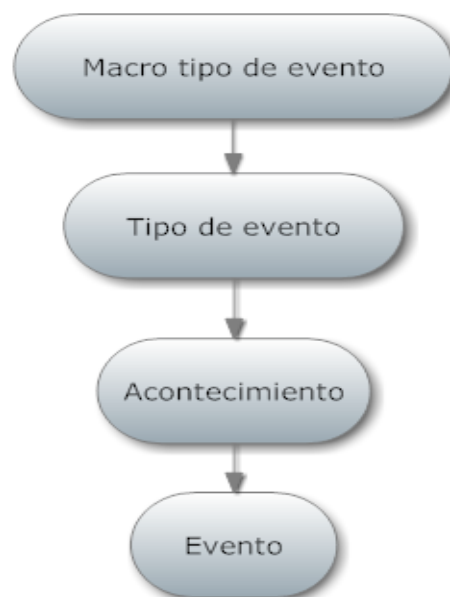 Macro tipo de evento
Tipo de evento
Acontecimiento
Evento